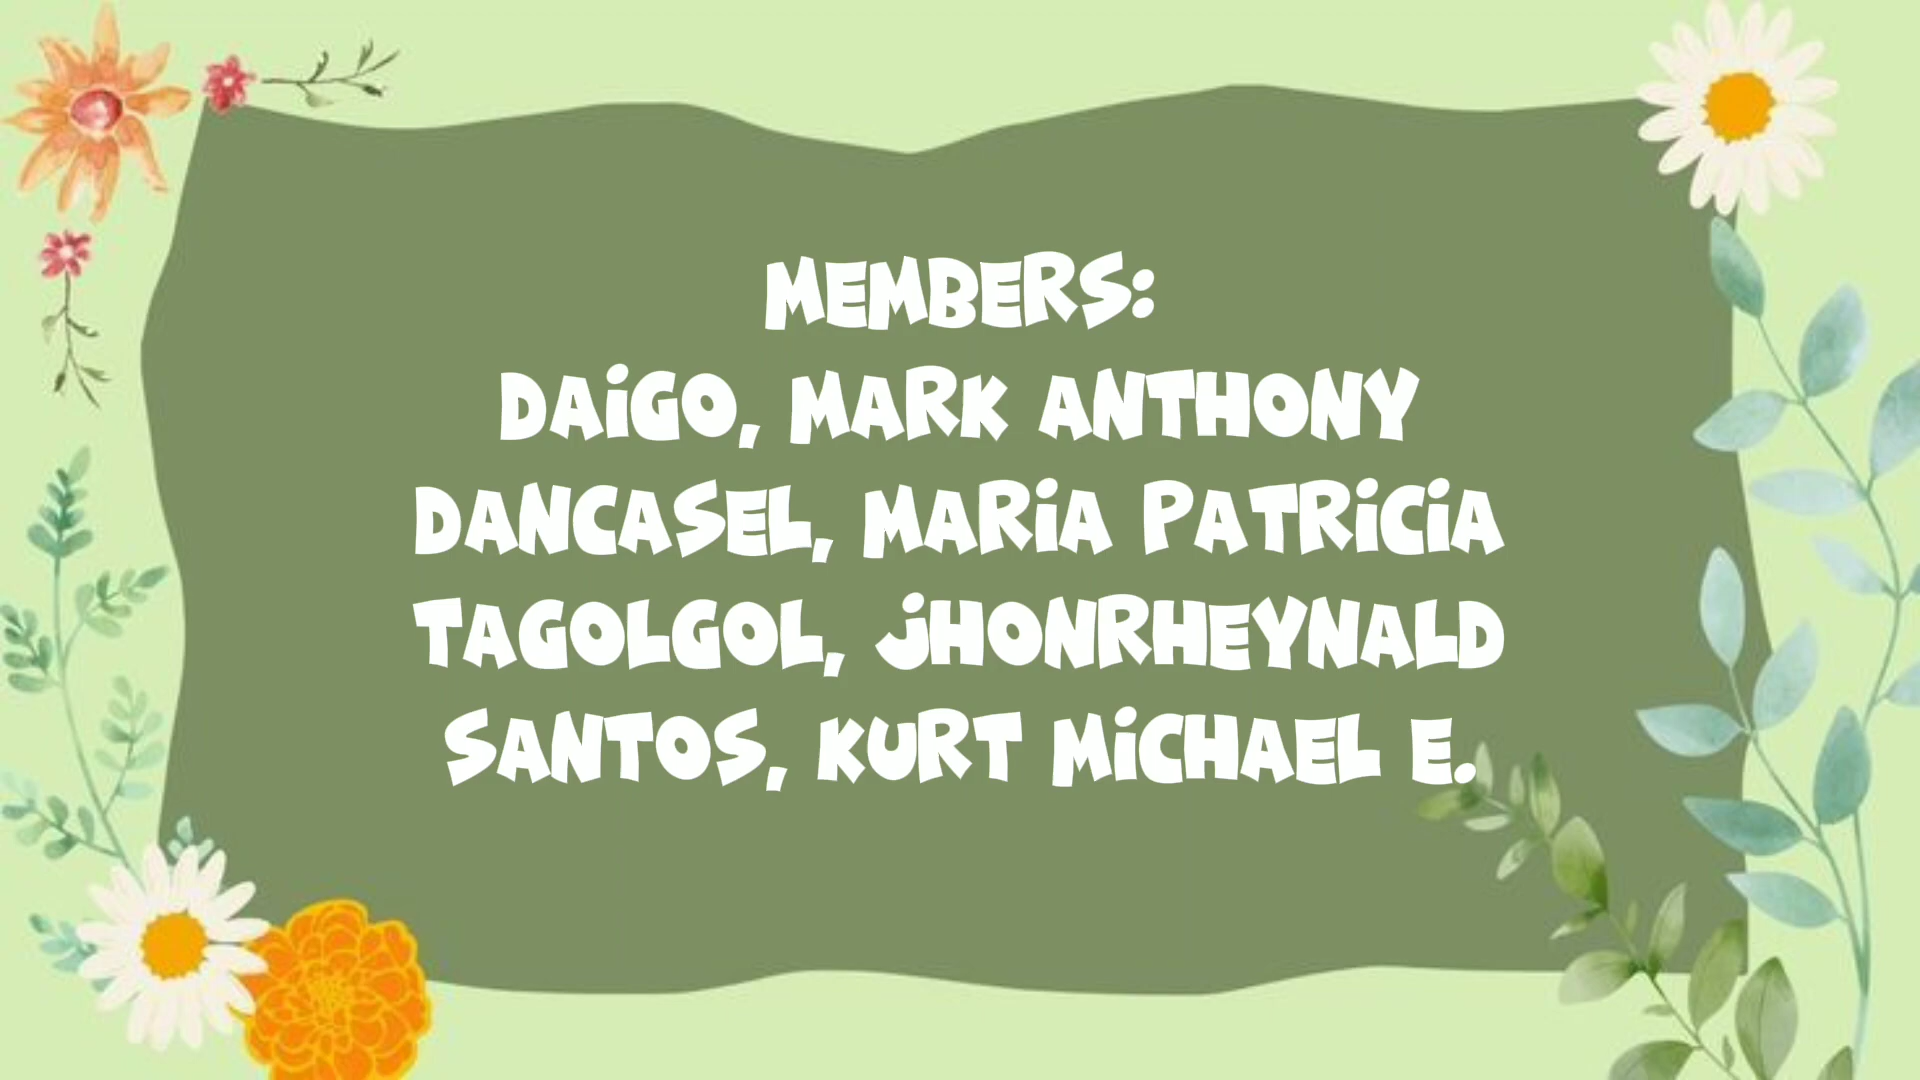 MEMBERS:
DAiGO, MARK ANTHONY
DANCASEL, MARiA PATRiCiA
TAGOLGOL, jHONRHEYNALD
SANTOS, KURT MiCHAEL E.